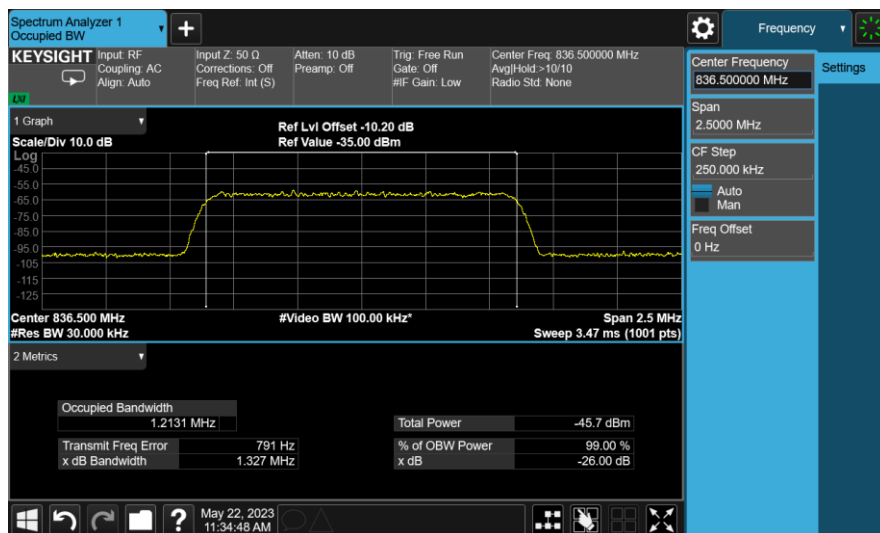 Spectrum Analyzer 1
Occupied BW
Frequency
KEYSIGHT
LXI
Input: RF
Coupling: AC
Align: Auto
Input Z: 50 Ω
Corrections: Off
Freq Ref: Int (S)
Atten: 10 dB
Preamp: Off
Trig: Free Run
Gate: Off
#IF Gain: Low
Center Freq: 836.500000 MHz
Avg|Hold:>10/10
Radio Std: None
Center Frequency
836.500000 MHz
Settings
Span
2.5000 MHz
CF Step
250.000 kHz
Auto
Man
Freq Offset
0 Hz
1 Graph
Scale/Div 10.0 dB
Ref Lvl Offset -10.20 dB
Ref Value -35.00 dBm
Log
-45.0
-55.0
-65.0
-75.0
-85.0
-95.0
-105
-115
-125
Center 836.500 MHz
#Res BW 30.000 kHz
#Video BW 100.00 kHz*
Span 2.5 MHz
Sweep 3.47 ms (1001 pts)
2 Metrics
Occupied Bandwidth
1.2131 MHz
Transmit Freq Error 791 Hz
x dB Bandwidth 1.327 MHz
Total Power -45.7 dBm
% of OBW Power 99.00 %
x dB -26.00 dB
?
May 22, 2023
11:34:48 AM